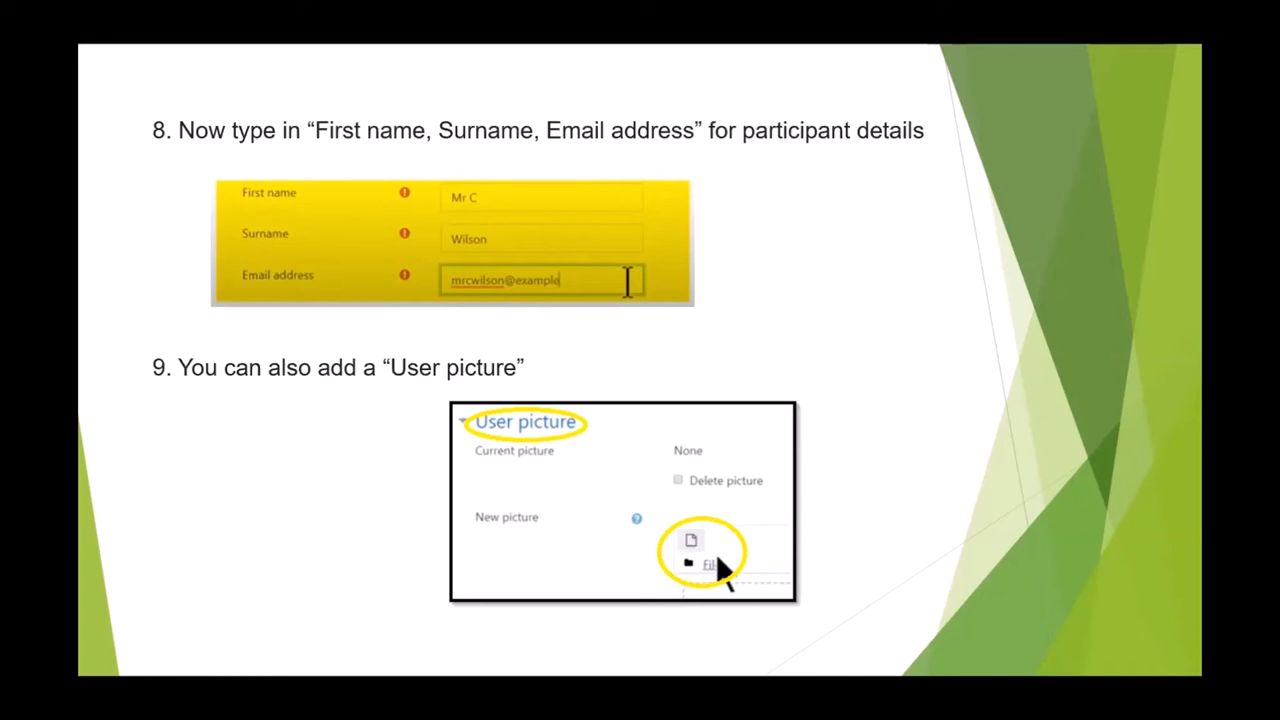 8. Now type in “First name, Surname, Email address” for participant details
First name Mr C
Surname Wilson
Email address mrcwilson@example
9. You can also add a “User picture”
User picture
Current picture None
Delete picture
New picture